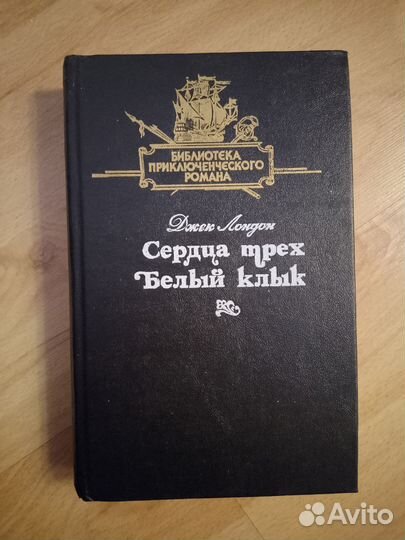 БИБЛИОТЕКА
ПРИКЛЮЧЕНЧЕСКОГО
РОМАНА
Джек Лондон
Сердца трех
Белый клык
Avito